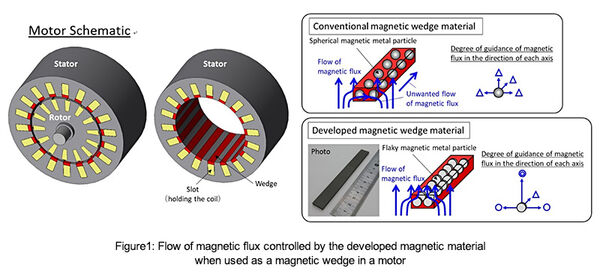 Motor Schematic
Stator
Rotor
Stator
Slot
(holding the coil)
Wedge
Conventional magnetic wedge material
Spherical magnetic metal particle
Flow of
magnetic flux
Unwanted flow
of magnetic flux
Degree of guidance of magnetic
flux in the direction of each axis
Developed magnetic wedge material
Photo
Flaky magnetic metal particle
Flow of
magnetic flux
Degree of guidance of magnetic
flux in the direction of each axis
Figure1: Flow of magnetic flux controlled by the developed magnetic material
when used as a magnetic wedge in a motor